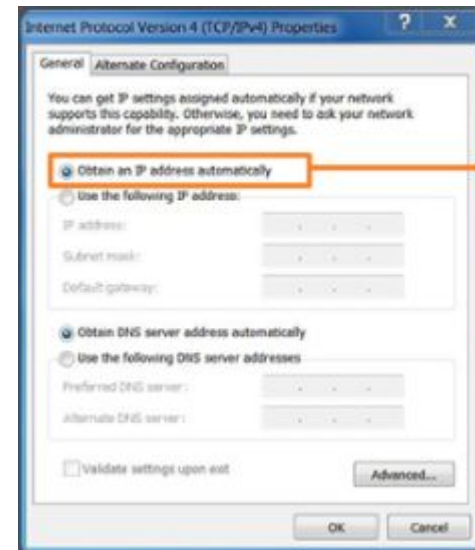 Internet Protocol Version 4 (TCP/IPv4) Properties
General
Alternate Configuration
You can get IP settings assigned automatically if your network
supports this capability. Otherwise, you need to ask your network
administrator for the appropriate IP settings.
Obtain an IP address automatically
Use the following IP address:
IP address:
Subnet mask:
Default gateway:
Obtain DNS server address automatically
Use the following DNS server addresses
Preferred DNS server:
Alternate DNS server:
Validate settings upon exit
Advanced...
OK
Cancel